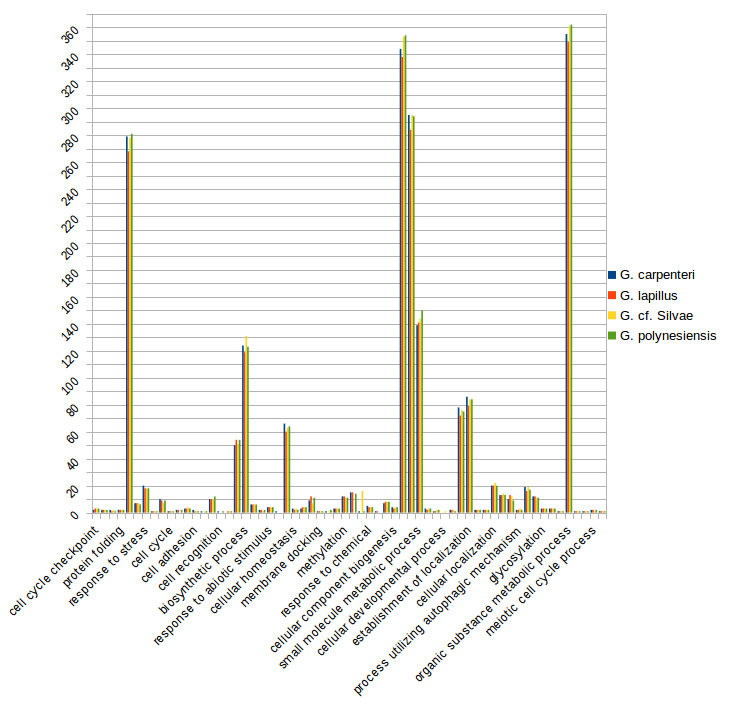 360
340
320
300
280
260
240
220
200
180
160
140
120
100
80
60
40
20
0
G. carpenteri
G. lapillus
G. cf. Silvae
G. polynesiensis
cell cycle checkpoint
protein folding
response to stress
cell cycle
cell adhesion
cell recognition
biosynthetic process
response to abiotic stimulus
cellular homeostasis
membrane docking
methylation
response to chemical
cellular component biogenesis
small molecule metabolic process
cellular developmental process
establishment of localization
cellular localization
process utilizing autophagic mechanism
glycosylation
organic substance metabolic process
meiotic cell cycle process